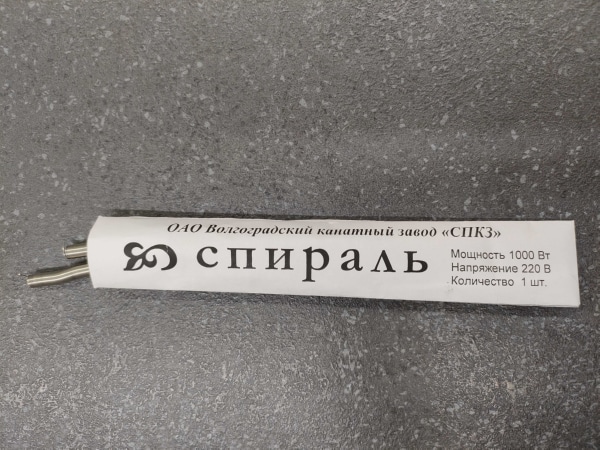 ОАО Волгоградский канатный завод «СПКЗ»
спираль
Мощность 1000 Вт
Напряжение 220 В
Количество 1 шт.